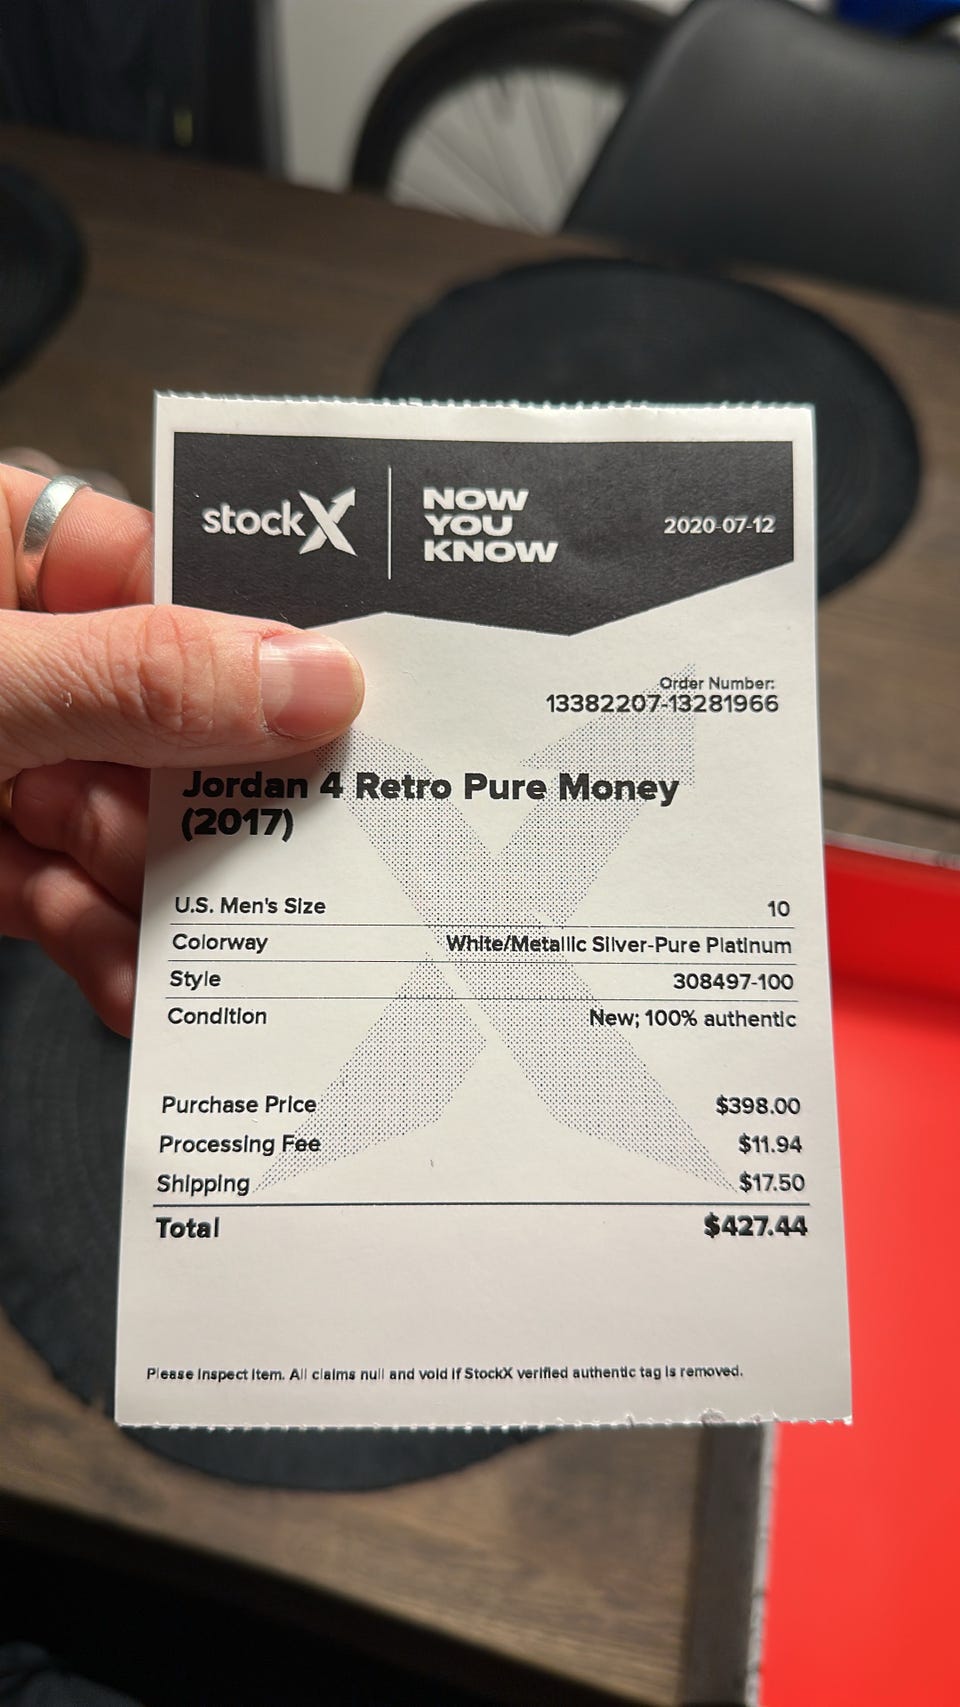 stockX
NOW
YOU
KNOW
2020-07-12
Order Number:
13382207-13281966
Jordan 4 Retro Pure Money
(2017)
U.S. Men's Size 10
Colorway White/Metallic Silver-Pure Platinum
Style 308497-100
Condition New; 100% authentic
Purchase Price $398.00
Processing Fee $11.94
Shipping $17.50
Total $427.44
Please inspect item. All claims null and void if StockX verified authentic tag is removed.